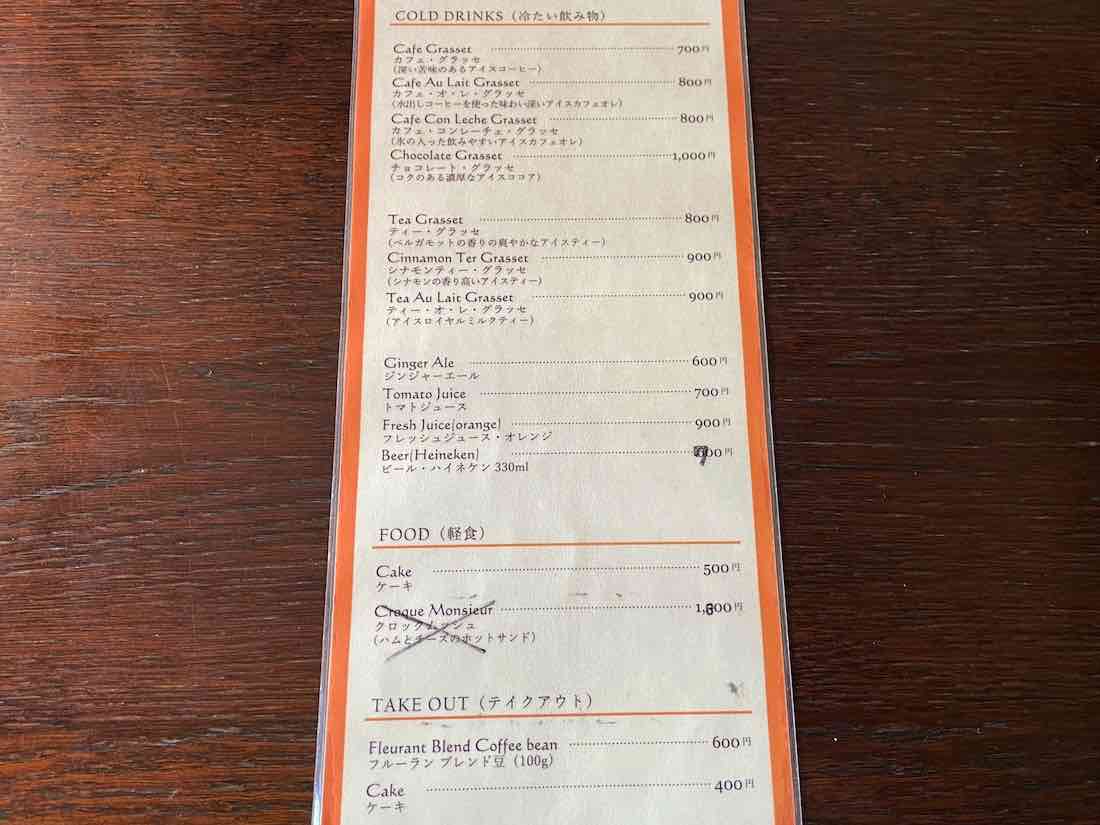 COLD DRINKS（冷たい飲み物）
Cafe Grasset 700円
カフェ・グラッセ
（深い苦味のあるアイスコーヒー）
Cafe Au Lait Grasset 800円
カフェ・オ・レ・グラッセ
（水出しコーヒーを使った味わい深いアイスカフェオレ）
Cafe Con Leche Grasset 800円
カフェ・コンレーチェ・グラッセ
（氷の入った飲みやすいアイスカフェオレ）
Chocolate Grasset 1,000円
チョコレート・グラッセ
（コクのある濃厚なアイスココア）
Tea Grasset 800円
ティー・グラッセ
（ベルガモットの香りの爽やかなアイスティー）
Cinnamon Ter Grasset 900円
シナモンティー・グラッセ
（シナモンの香り高いアイスティー）
Tea Au Lait Grasset 900円
ティー・オ・レ・グラッセ
（アイスロイヤルミルクティー）
Ginger Ale 600円
ジンジャーエール
Tomato Juice 700円
トマトジュース
Fresh Juice(orange) 900円
フレッシュジュース・オレンジ
Beer(Heineken) 700円
ビール・ハイネケン 330ml
FOOD（軽食）
Cake 500円
ケーキ
Croque Monsieur
クロックムッシュ
（ハムとチーズのホットサンド）
TAKE OUT（テイクアウト）
Fleurant Blend Coffee bean 600円
フルーラン ブレンド豆（100g）
Cake 400円
ケーキ